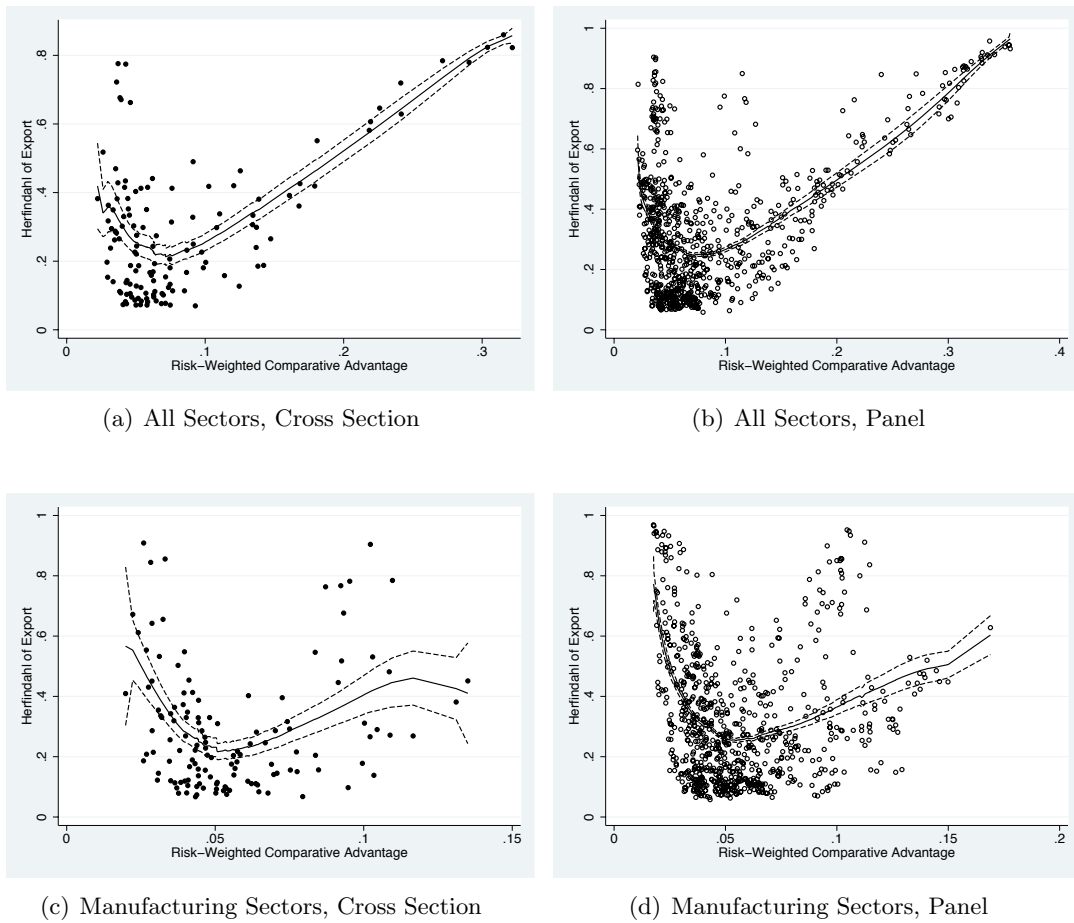 Herfindahl of Export
0 .2 .4 .6 .8
0 .1 .2 .3
Risk-Weighted Comparative Advantage
(a) All Sectors, Cross Section
Herfindahl of Export
0 .2 .4 .6 .8 1
0 .1 .2 .3 .4
Risk-Weighted Comparative Advantage
(b) All Sectors, Panel
Herfindahl of Export
0 .2 .4 .6 .8 1
0 .05 .1 .15
Risk-Weighted Comparative Advantage
(c) Manufacturing Sectors, Cross Section
Herfindahl of Export
0 .2 .4 .6 .8 1
0 .05 .1 .15 .2
Risk-Weighted Comparative Advantage
(d) Manufacturing Sectors, Panel